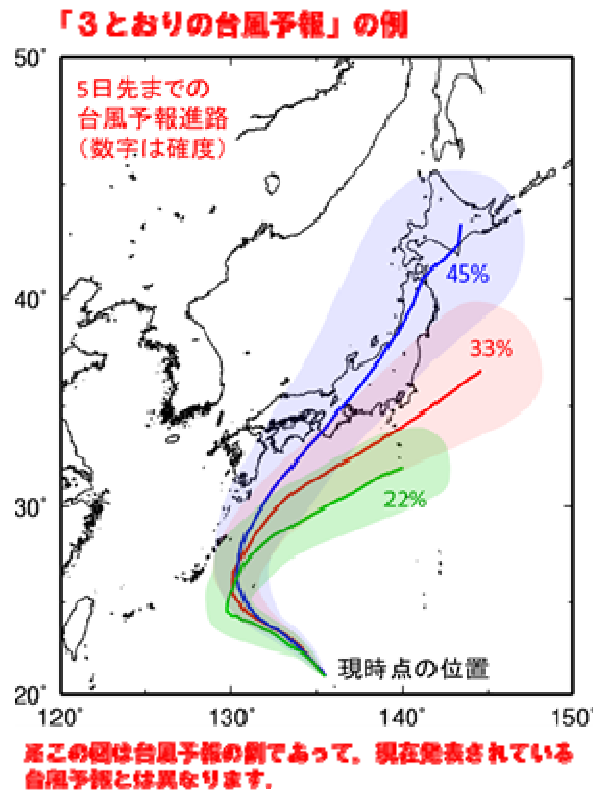 「3とおりの台風予報」の例
50°
5日先までの
台風予報進路
(数字は確度)
45%
40°
33%
30°
22%
現時点の位置
20°
120° 130° 140° 150°
※この図は台風予報の例であって、現在発表されている
台風予報とは異なります。